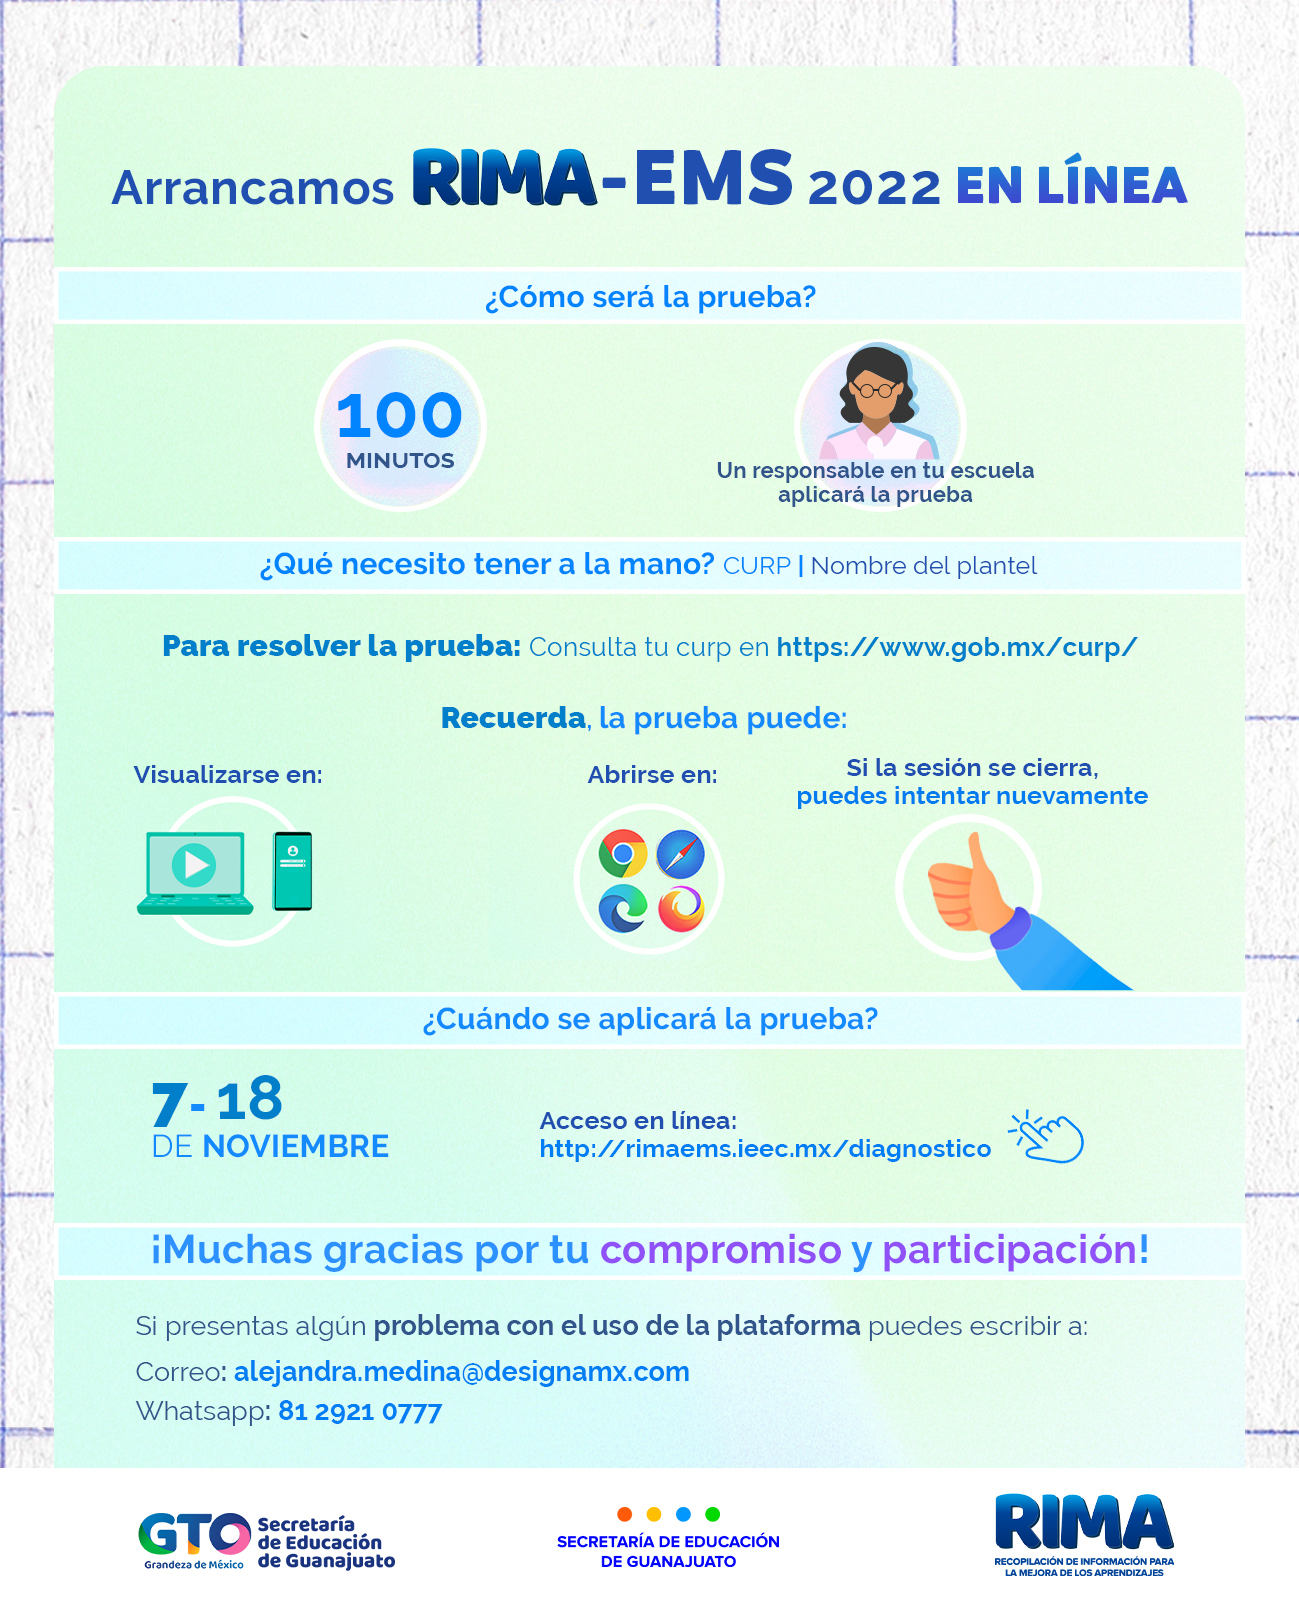 Arrancamos RIMA-EMS 2022 EN LÍNEA
¿Cómo será la prueba?
100
MINUTOS
Un responsable en tu escuela
aplicará la prueba
¿Qué necesito tener a la mano? CURP | Nombre del plantel
Para resolver la prueba: Consulta tu curp en https://www.gob.mx/curp/
Recuerda, la prueba puede:
Visualizarse en:
Abrirse en:
Si la sesión se cierra,
puedes intentar nuevamente
¿Cuándo se aplicará la prueba?
7- 18
DE NOVIEMBRE
Acceso en línea:
http://rimaems.ieec.mx/diagnostico
¡Muchas gracias por tu compromiso y participación!
Si presentas algún problema con el uso de la plataforma puedes escribir a:
Correo: alejandra.medina@designamx.com
Whatsapp: 81 2921 0777
GTO
Grandeza de México
Secretaría
de Educación
de Guanajuato
SECRETARÍA DE EDUCACIÓN
DE GUANAJUATO
RIMA
RECOPILACIÓN DE INFORMACIÓN PARA
LA MEJORA DE LOS APRENDIZAJES